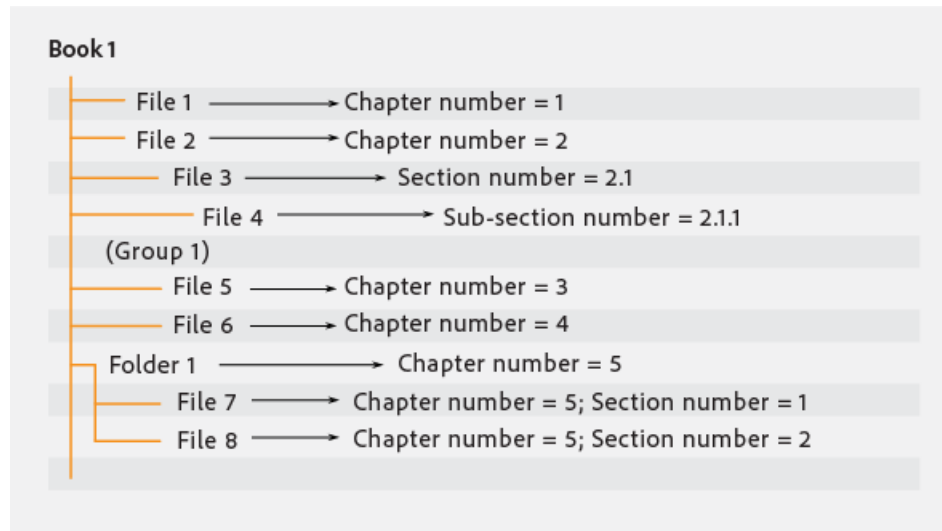 Book 1
File 1 Chapter number = 1
File 2 Chapter number = 2
File 3 Section number = 2.1
File 4 Sub-section number = 2.1.1
(Group 1)
File 5 Chapter number = 3
File 6 Chapter number = 4
Folder 1 Chapter number = 5
File 7 Chapter number = 5; Section number = 1
File 8 Chapter number = 5; Section number = 2